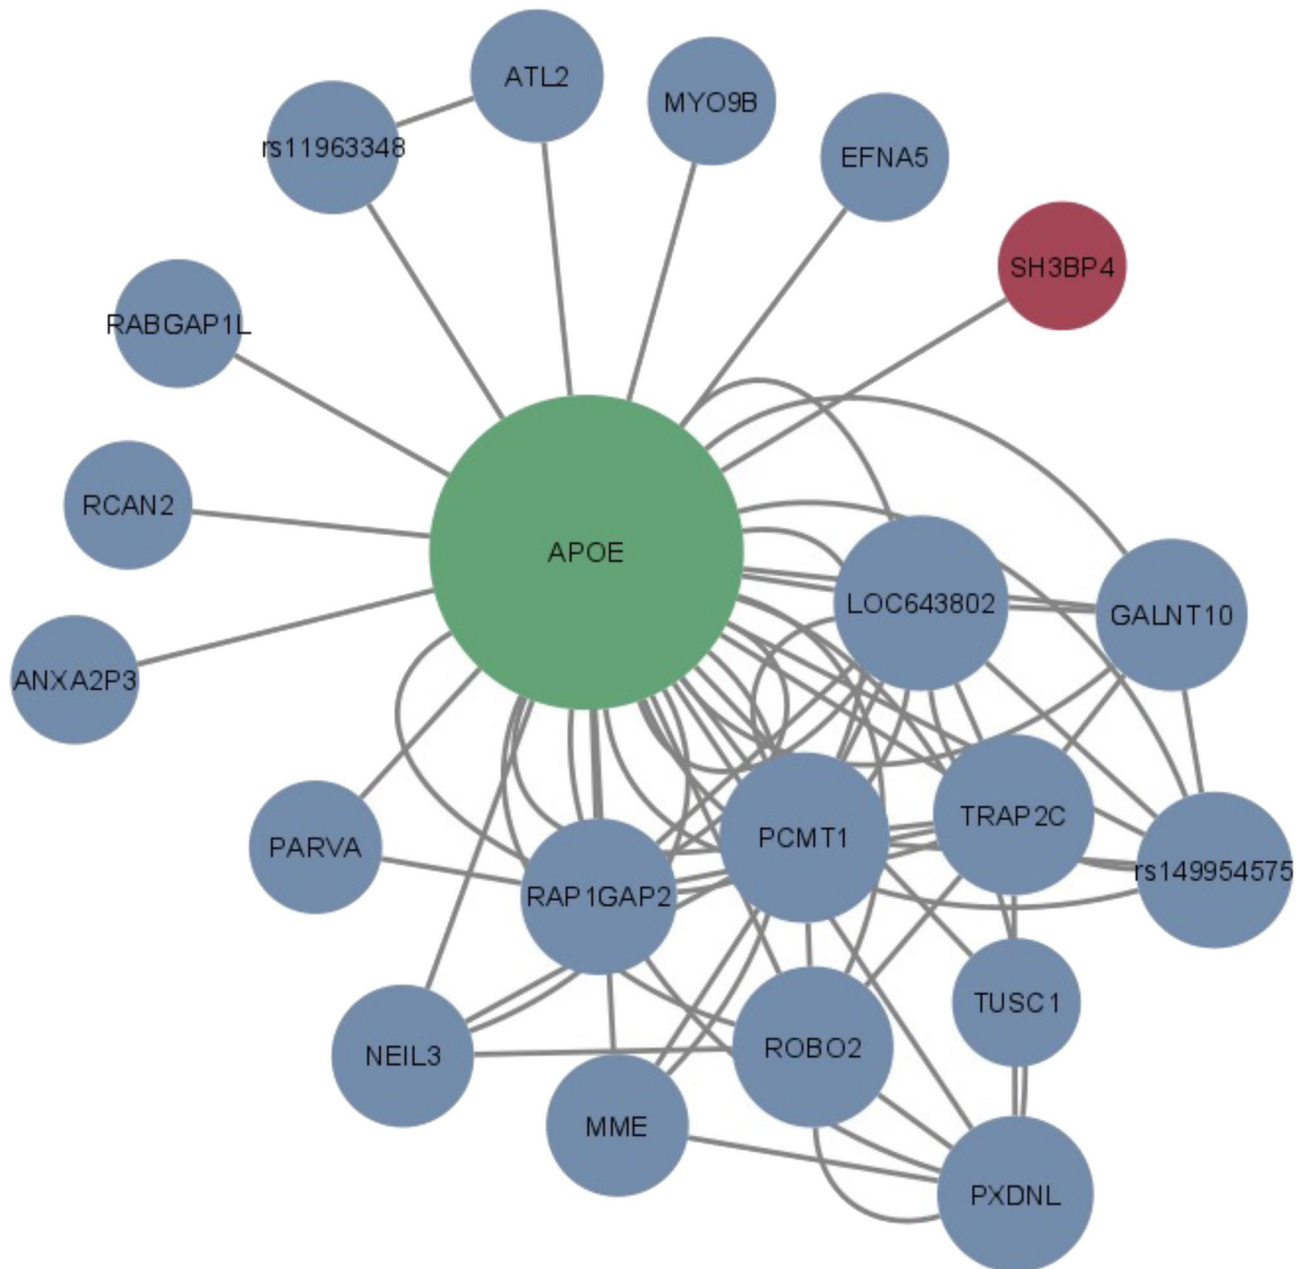 ATL2
MYO9B
rs11963348
EFNA5
SH3BP4
RABGAP1L
RCAN2
APOE
LOC643802
GALNT10
ANXA2P3
PARVA
PCMT1
TRAP2C
rs149954575
RAP1GAP2
TUSC1
NEIL3
ROBO2
MME
PXDNL